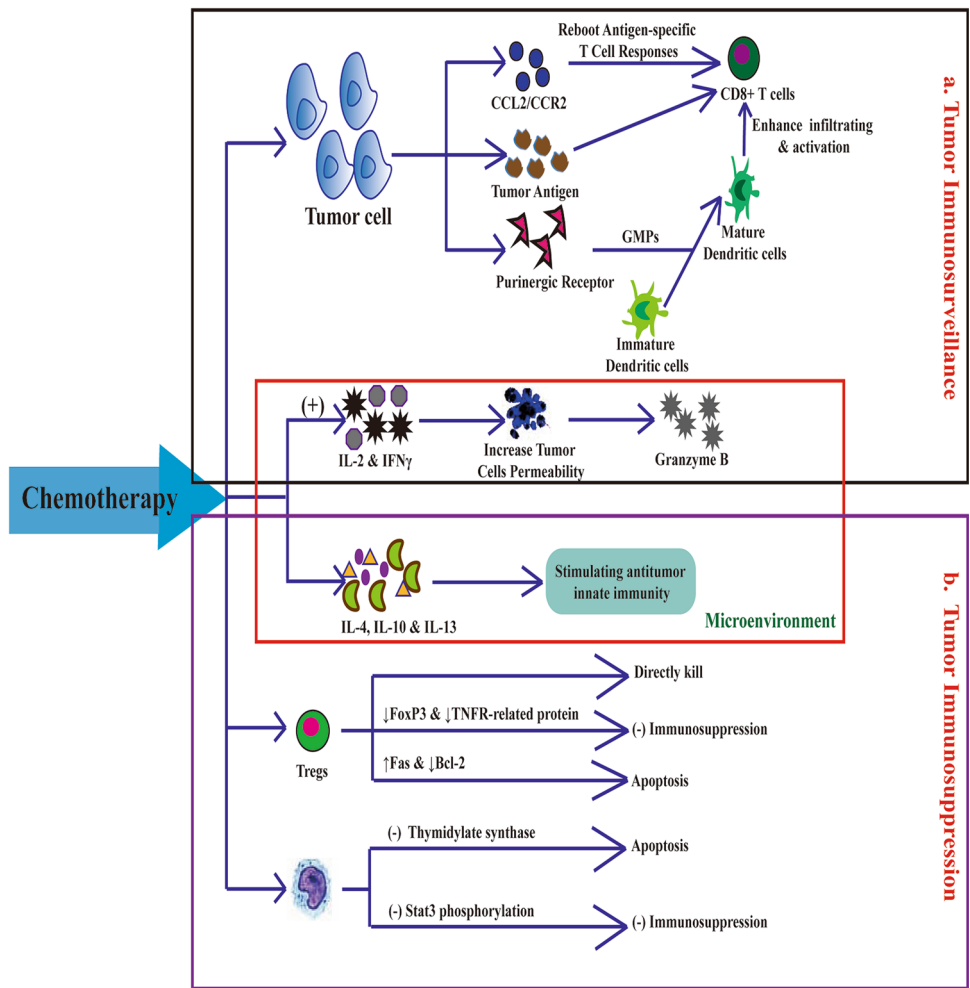 Reboot Antigen-specific
T Cell Responses
CCL2/CCR2
CD8+ T cells
Enhance infiltrating
& activation
Tumor cell
Tumor Antigen
Mature
Dendritic cells
GMPs
Purinergic Receptor
Immature
Dendritic cells
a. Tumor Immunosurveillance
(+)
IL-2 & IFNγ
Increase Tumor
Cells Permeability
Granzyme B
Chemotherapy
Stimulating antitumor
innate immunity
IL-4, IL-10 & IL-13
Microenvironment
b. Tumor Immunosuppression
Directly kill
↓FoxP3 & ↓TNFR-related protein
(-) Immunosuppression
Tregs
↑Fas & ↓Bcl-2
Apoptosis
(-) Thymidylate synthase
Apoptosis
(-) Stat3 phosphorylation
(-) Immunosuppression